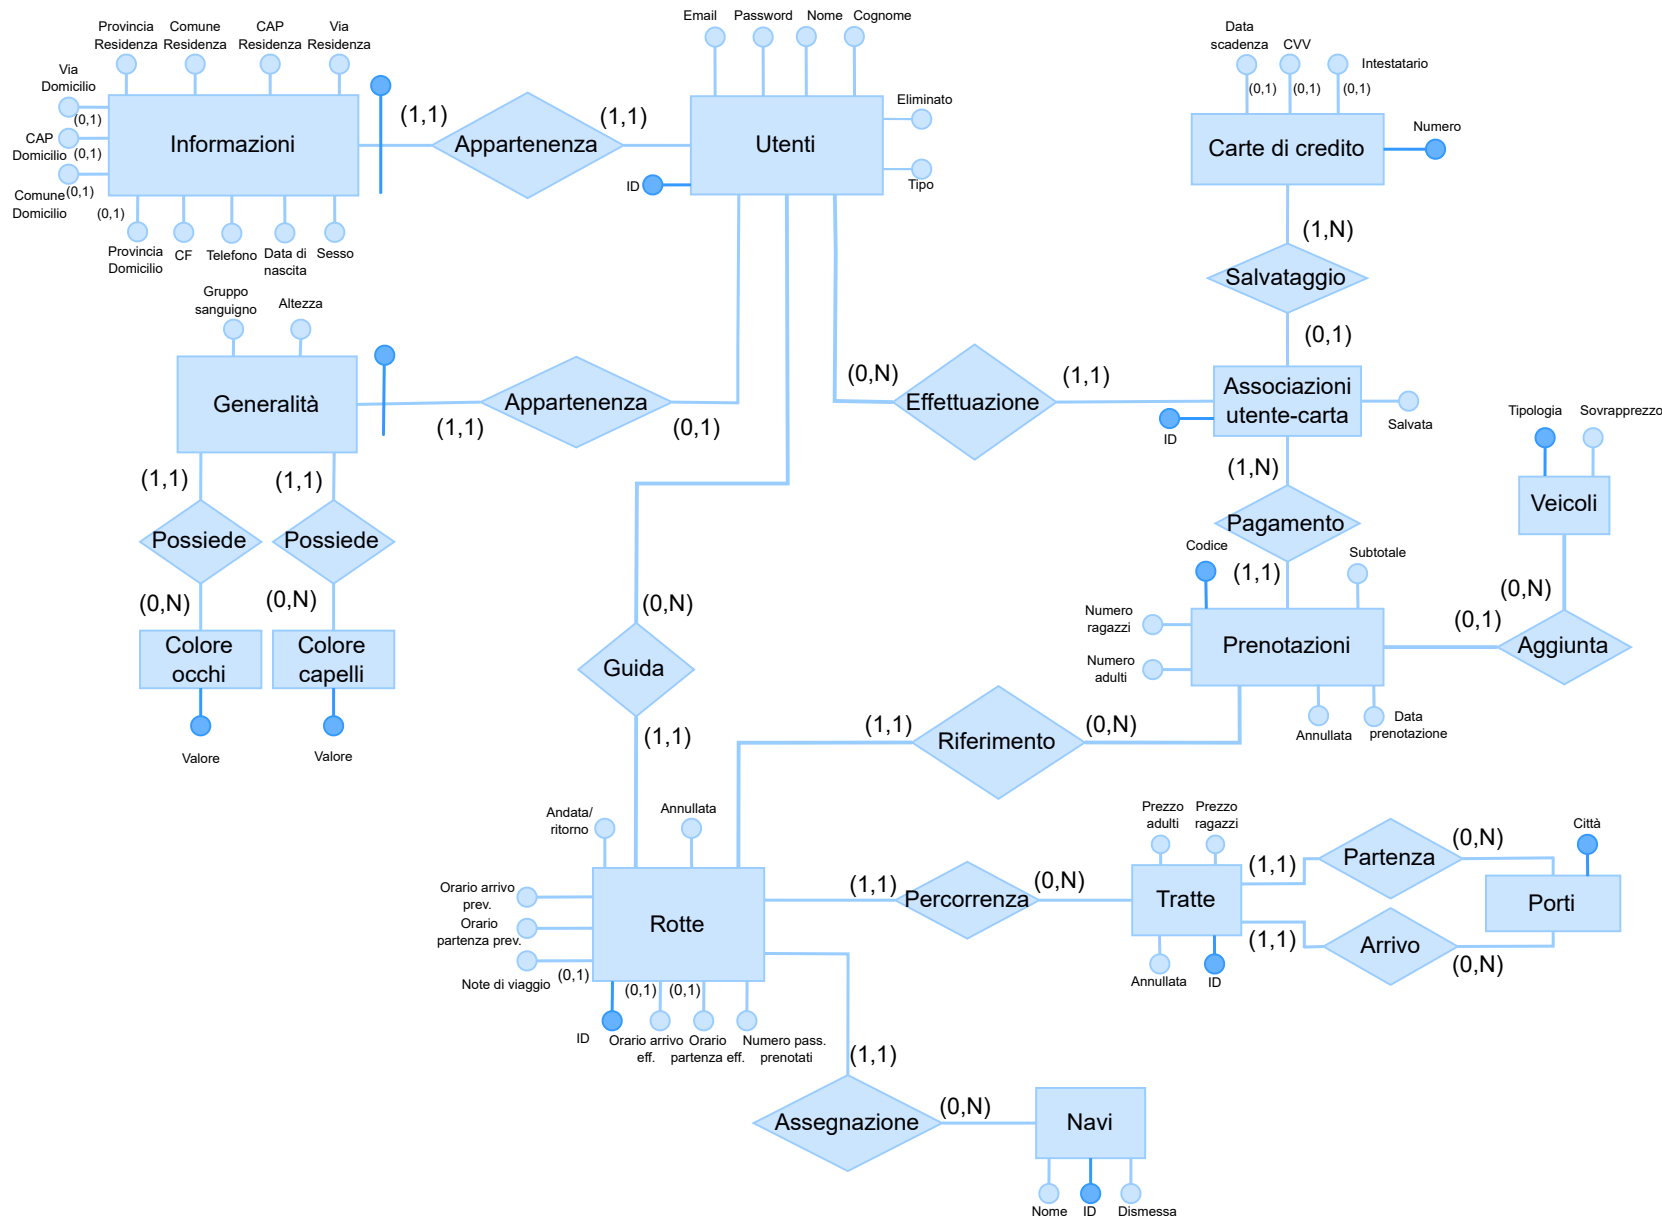 Provincia
Residenza
Comune
Residenza
CAP
Residenza
Via
Residenza
Via
Domicilio
(0,1)
CAP
Domicilio
(0,1)
Comune
Domicilio
(0,1)
(0,1)
Provincia
Domicilio
CF
Telefono
Data di
nascita
Sesso
Informazioni
(1,1)
Appartenenza
(1,1)
Email
Password
Nome
Cognome
Eliminato
Tipo
ID
Utenti
Data
scadenza
(0,1)
CVV
(0,1)
Intestatario
(0,1)
Carte di credito
Numero
(1,N)
Salvataggio
(0,1)
Gruppo
sanguigno
Altezza
Generalità
(1,1)
Appartenenza
(0,1)
(0,N)
Effettuazione
(1,1)
Associazioni
utente-carta
ID
Salvata
Tipologia
Sovrapprezzo
Veicoli
(1,1)
(1,1)
Possiede
Possiede
(0,N)
(0,N)
Colore
occhi
Colore
capelli
Valore
Valore
(1,N)
Pagamento
(1,1)
Codice
Subtotale
Numero
ragazzi
Numero
adulti
Prenotazioni
Annullata
Data
prenotazione
(0,1)
(0,N)
Aggiunta
(0,N)
Guida
(1,1)
(1,1)
Riferimento
(0,N)
Andata/
ritorno
Annullata
Orario arrivo
prev.
Orario
partenza prev.
Note di viaggio
(0,1)
Rotte
ID
(0,1)
Orario arrivo
eff.
(0,1)
Orario
partenza eff.
Numero pass.
prenotati
(1,1)
Percorrenza
(0,N)
Prezzo
adulti
Prezzo
ragazzi
Tratte
Annullata
ID
(1,1)
Partenza
(0,N)
(1,1)
Arrivo
(0,N)
Città
Porti
(1,1)
Assegnazione
(0,N)
Navi
Nome
ID
Dismessa